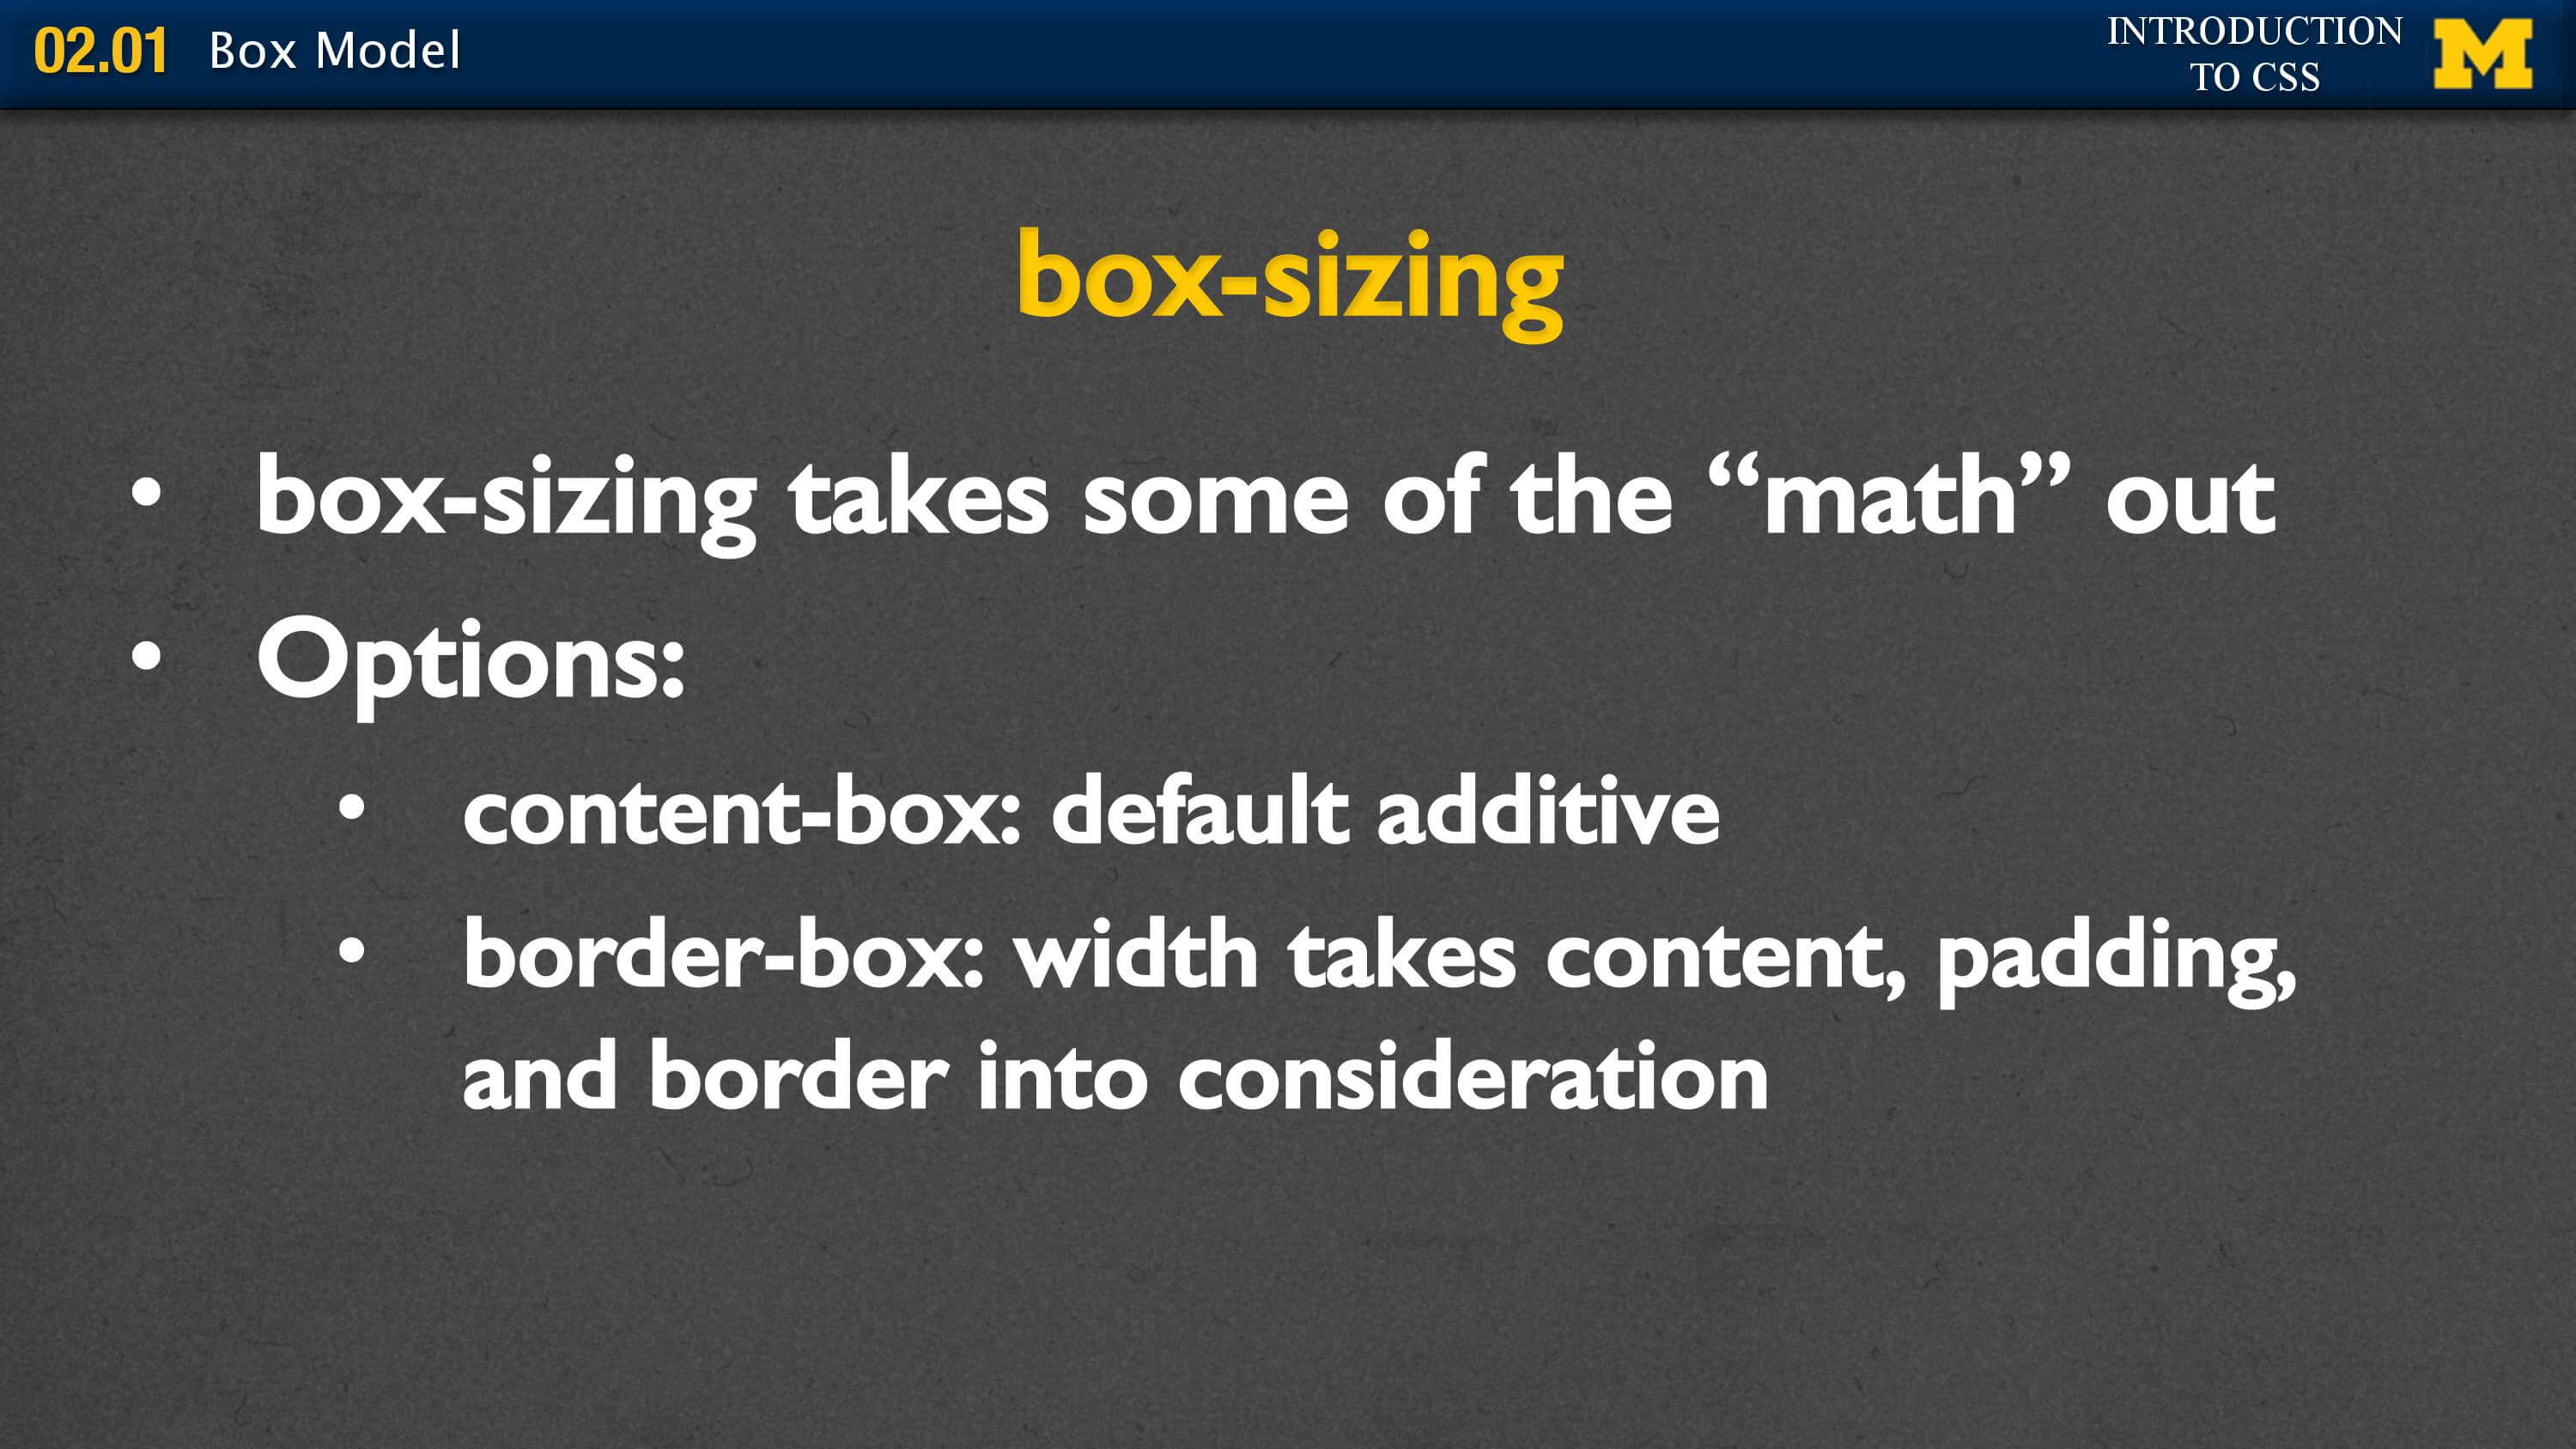 02.01 Box Model
INTRODUCTION
TO CSS
M
box-sizing
• box-sizing takes some of the “math” out
• Options:
• content-box: default additive
• border-box: width takes content, padding,
and border into consideration